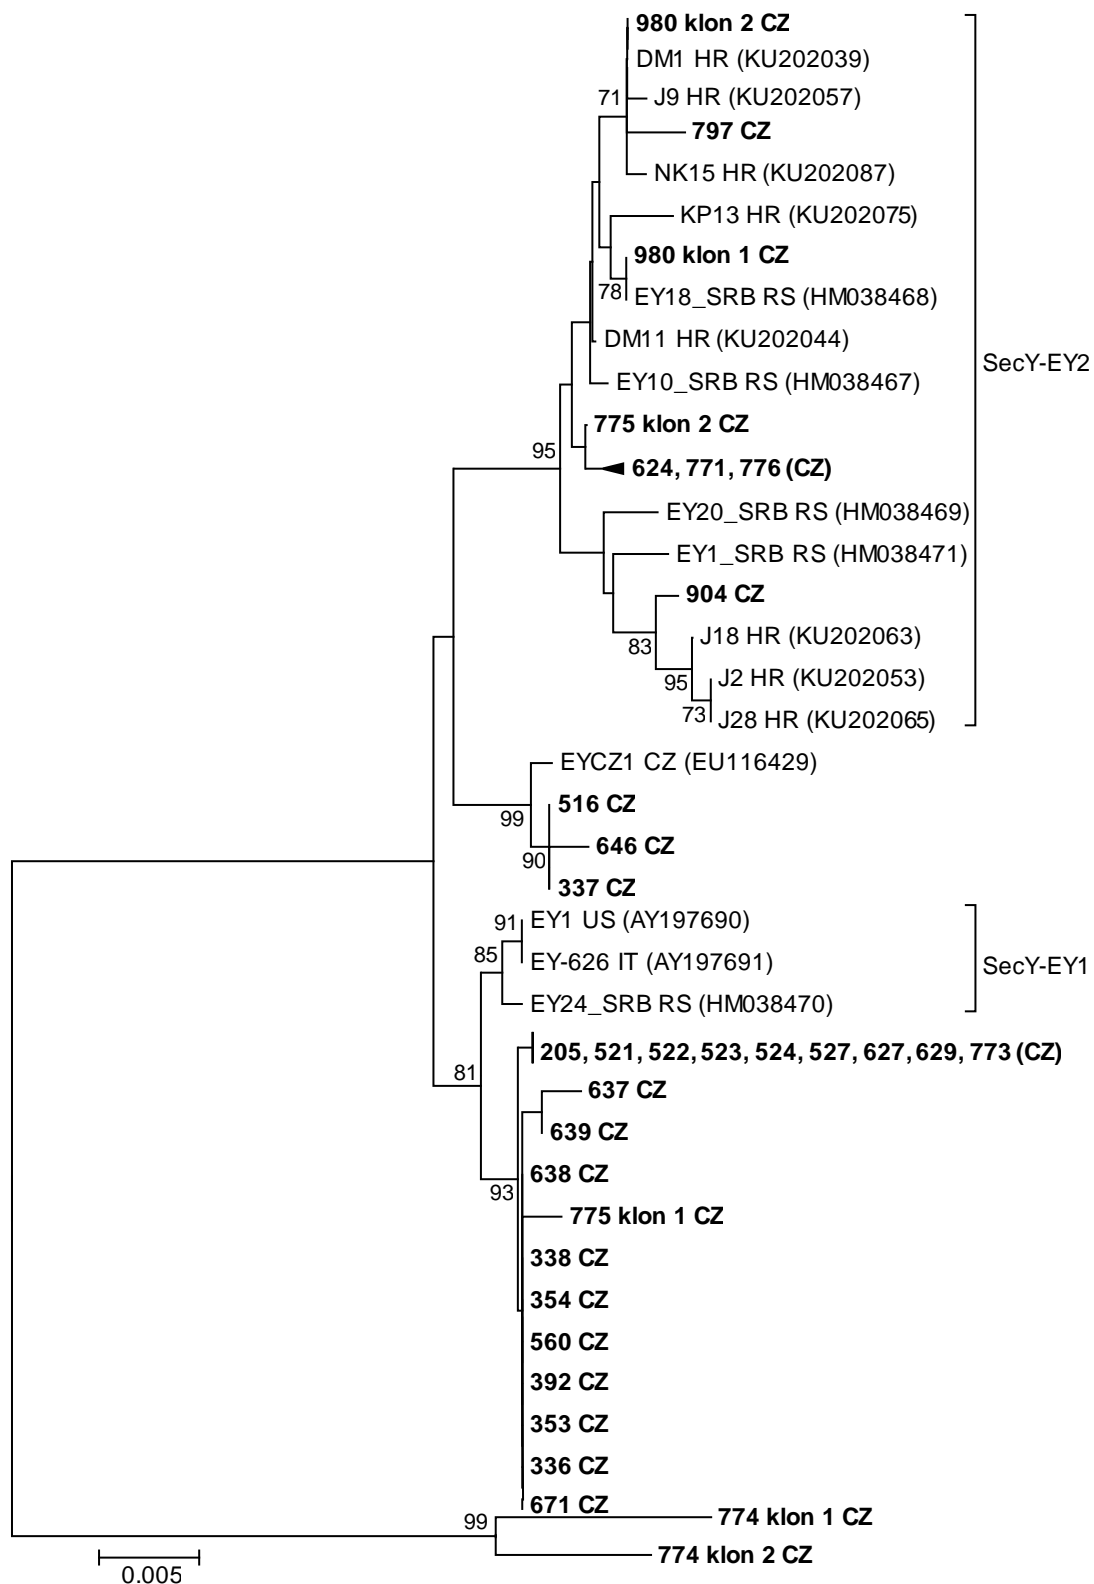 980 klon 2 CZ
DM1 HR (KU202039)
71
J9 HR (KU202057)
797 CZ
NK15 HR (KU202087)
KP13 HR (KU202075)
980 klon 1 CZ
78
EY18_SRB RS (HM038468)
DM11 HR (KU202044)
SecY-EY2
EY10_SRB RS (HM038467)
775 klon 2 CZ
95
624, 771, 776 (CZ)
EY20_SRB RS (HM038469)
EY1_SRB RS (HM038471)
904 CZ
83
J18 HR (KU202063)
95
J2 HR (KU202053)
73
J28 HR (KU202065)
EYCZ1 CZ (EU116429)
516 CZ
99
646 CZ
90
337 CZ
91
EY1 US (AY197690)
85
EY-626 IT (AY197691)
SecY-EY1
EY24_SRB RS (HM038470)
205, 521, 522, 523, 524, 527, 627, 629, 773 (CZ)
81
637 CZ
639 CZ
638 CZ
93
775 klon 1 CZ
338 CZ
354 CZ
560 CZ
392 CZ
353 CZ
336 CZ
671 CZ
99
774 klon 1 CZ
774 klon 2 CZ
0.005